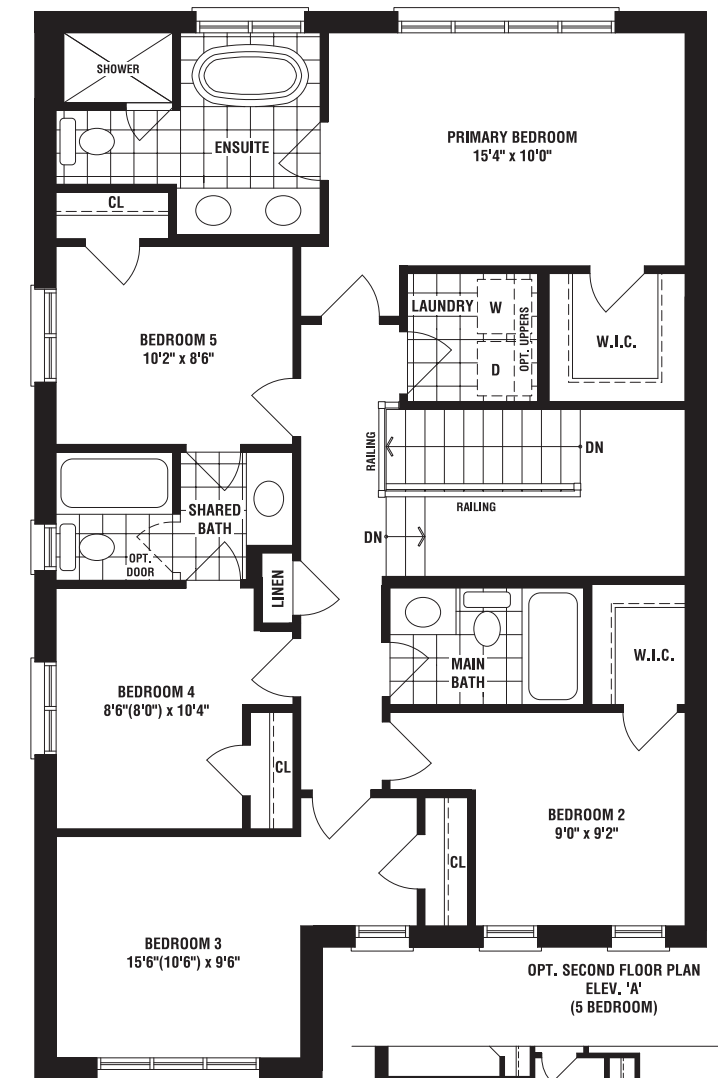 SHOWER
ENSUITE
PRIMARY BEDROOM
15'4" x 10'0"
CL
LAUNDRY
W
D
OPT. UPPERS
W.I.C.
BEDROOM 5
10'2" x 8'6"
RAILING
DN
RAILING
DN
SHARED
BATH
OPT.
DOOR
LINEN
MAIN
BATH
W.I.C.
BEDROOM 4
8'6"(8'0") x 10'4"
CL
BEDROOM 2
9'0" x 9'2"
CL
BEDROOM 3
15'6"(10'6") x 9'6"
OPT. SECOND FLOOR PLAN
ELEV. 'A'
(5 BEDROOM)